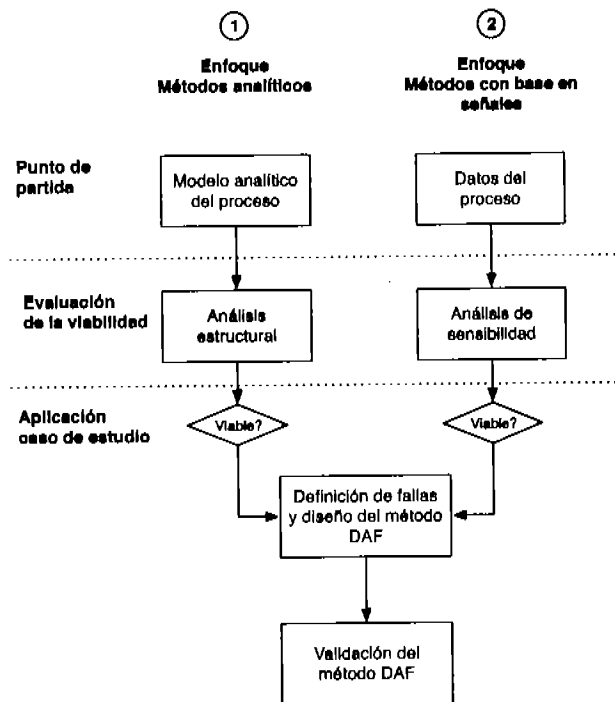 1
2
Enfoque
Métodos analíticos
Enfoque
Métodos con base en
señales
Punto de
partida
Modelo analítico
del proceso
Datos del
proceso
Evaluación
de la viabilidad
Análisis
estructural
Análisis de
sensibilidad
Aplicación
caso de estudio
Viable?
Viable?
Definición de fallas
y diseño del método
DAF
Validación del
método DAF